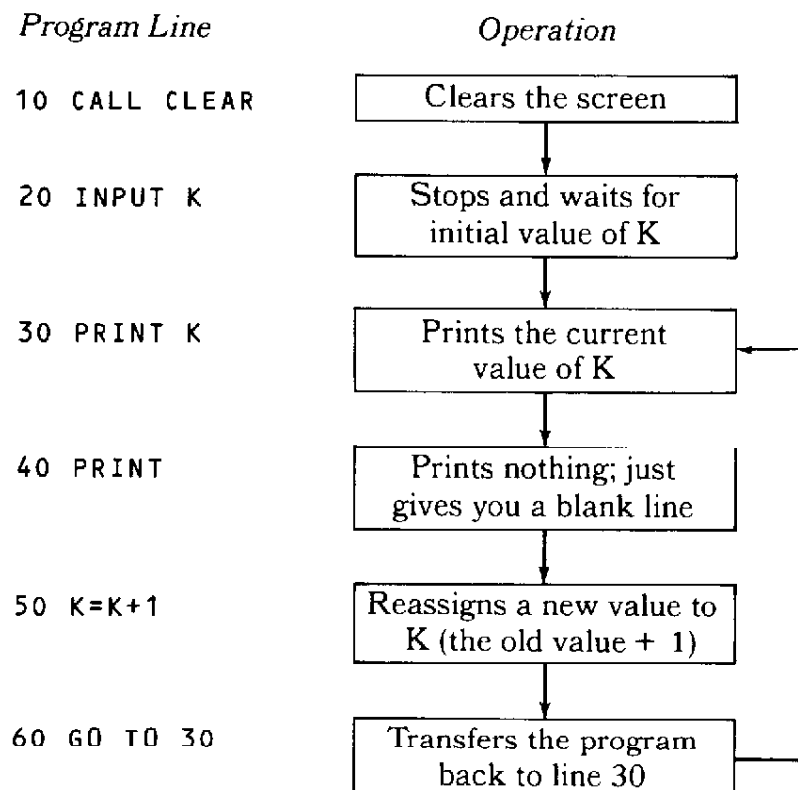 Program Line
Operation
10 CALL CLEAR
Clears the screen
20 INPUT K
Stops and waits for
initial value of K
30 PRINT K
Prints the current
value of K
40 PRINT
Prints nothing; just
gives you a blank line
50 K=K+1
Reassigns a new value to
K (the old value + 1)
60 GO TO 30
Transfers the program
back to line 30